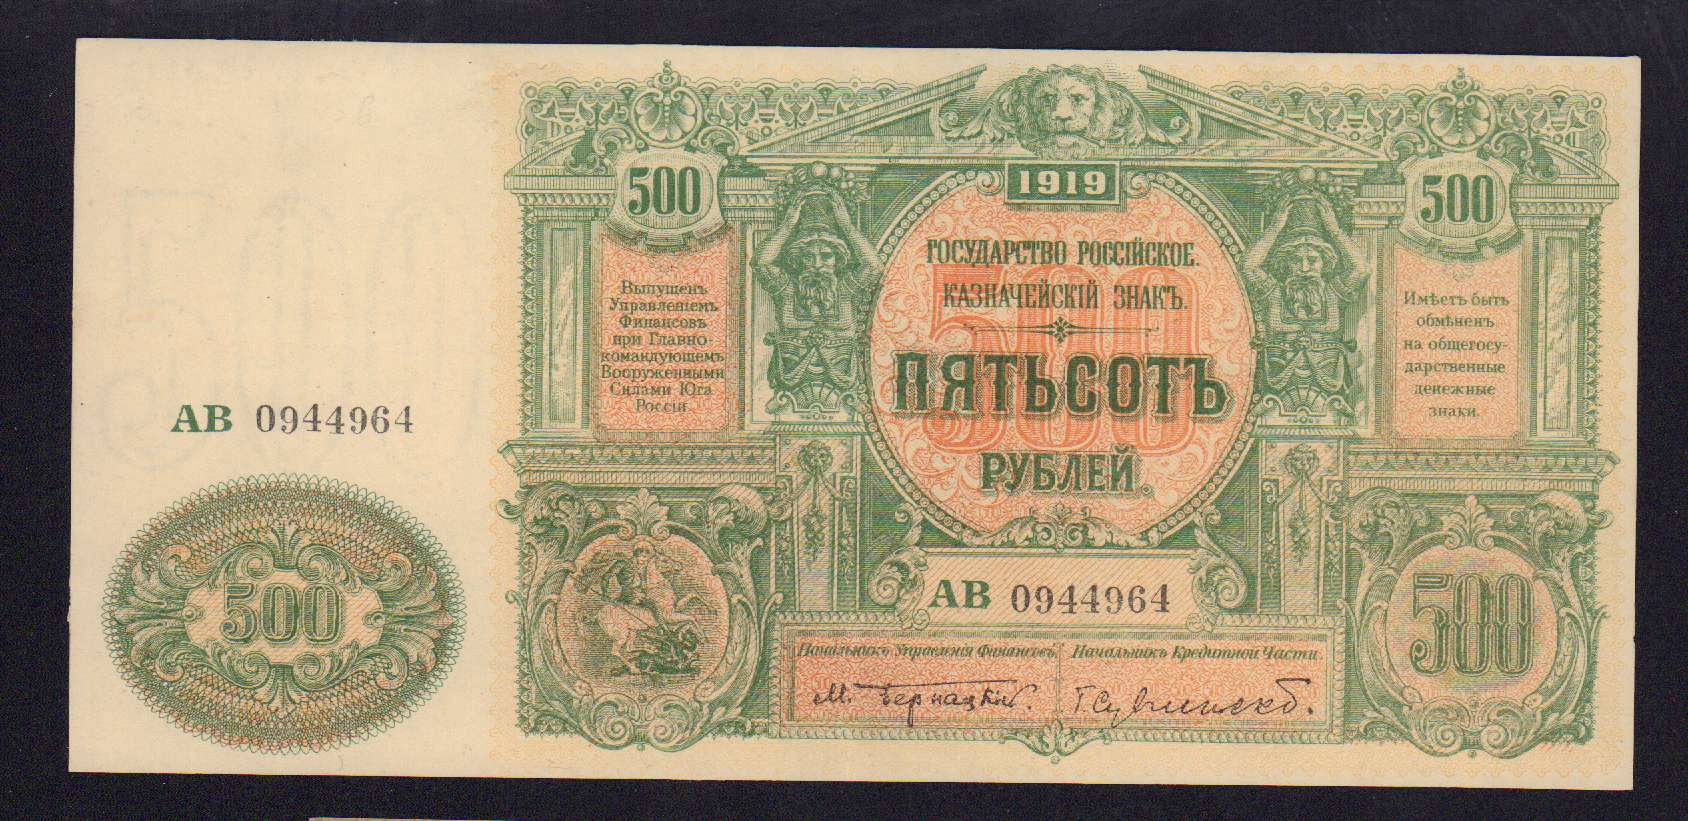 500
1919
500
ГОСУДАРСТВО РОССІЙСКОЕ.
КАЗНАЧЕЙСКІЙ ЗНАКЪ.
500
ПЯТЬСОТЪ
РУБЛЕЙ.
Выпущенъ
Управленіемъ
Финансовъ
при Главно-
командующемъ
Вооруженными
Силами Юга
Россіи.
Имѣетъ быть
обмѣненъ
на общегосу-
дарственные
денежные
знаки.
АВ 0944964
АВ 0944964
500
500
Начальникъ Управленія Финансовъ.
Начальникъ Кредитной Части.
М. Бернацкій.